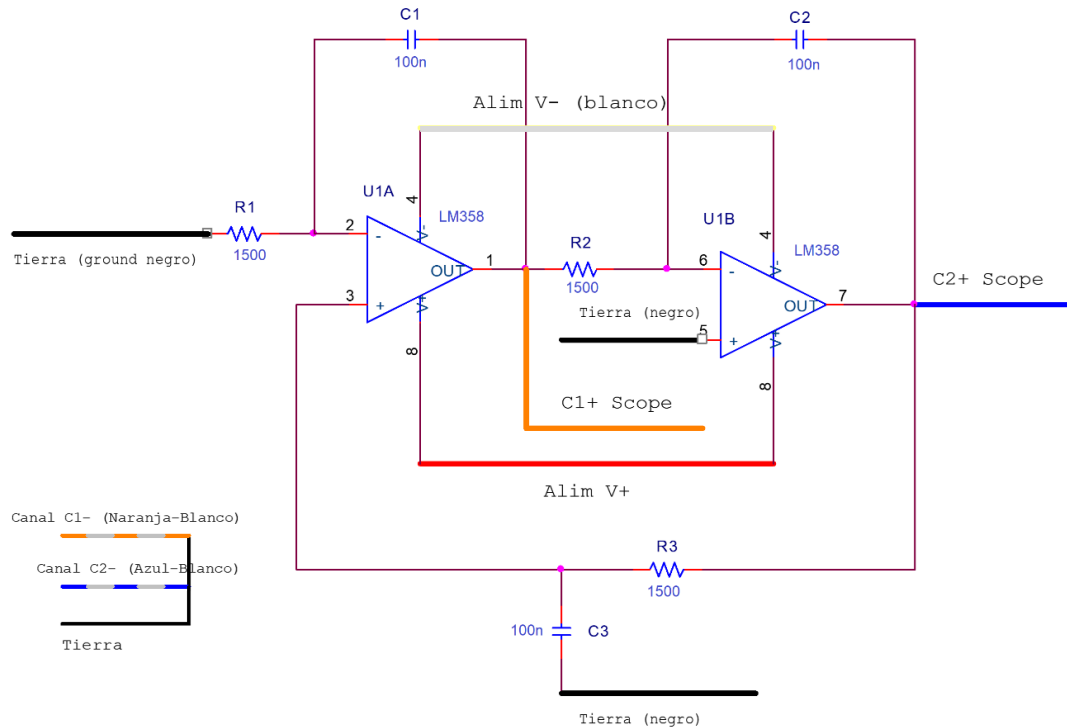 C1
100n
C2
100n
Alim V- (blanco)
U1A
4
LM358
V-
R1
1500
2
-
3
+
OUT
1
V+
8
Tierra (ground negro)
R2
1500
U1B
4
LM358
V-
6
-
5
+
OUT
7
V+
8
Tierra (negro)
C2+ Scope
C1+ Scope
Alim V+
Canal C1- (Naranja-Blanco)
Canal C2- (Azul-Blanco)
Tierra
R3
1500
100n
C3
Tierra (negro)